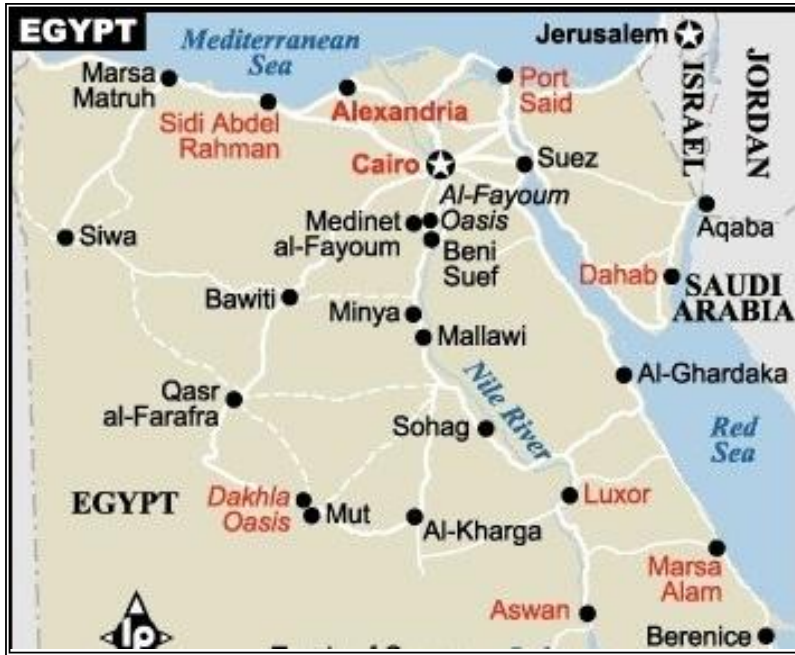 EGYPT
Mediterranean
Sea
Jerusalem
Marsa
Matruh
Sidi Abdel
Rahman
Alexandria
Port
Said
ISRAEL
JORDAN
Cairo
Suez
Al-Fayoum
Oasis
Medinet
al-Fayoum
Beni
Suef
Siwa
Aqaba
Dahab
SAUDI
ARABIA
Bawiti
Minya
Mallawi
Al-Ghardaka
Qasr
al-Farafra
Nile River
Sohag
Red
Sea
EGYPT
Dakhla
Oasis
Mut
Al-Kharga
Luxor
Marsa
Alam
Aswan
Berenice
lp